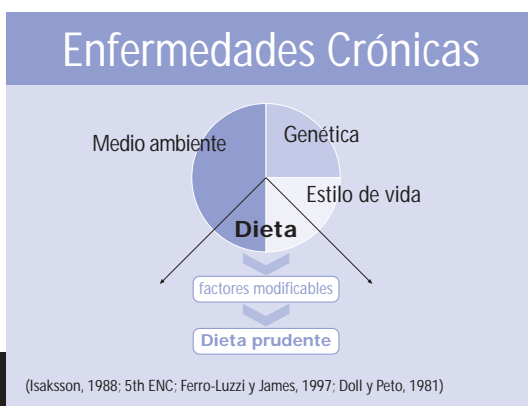 Enfermedades Crónicas
Medio ambiente
Genética
Estilo de vida
Dieta
factores modificables
Dieta prudente
(Isaksson, 1988; 5th ENC; Ferro-Luzzi y James, 1997; Doll y Peto, 1981)